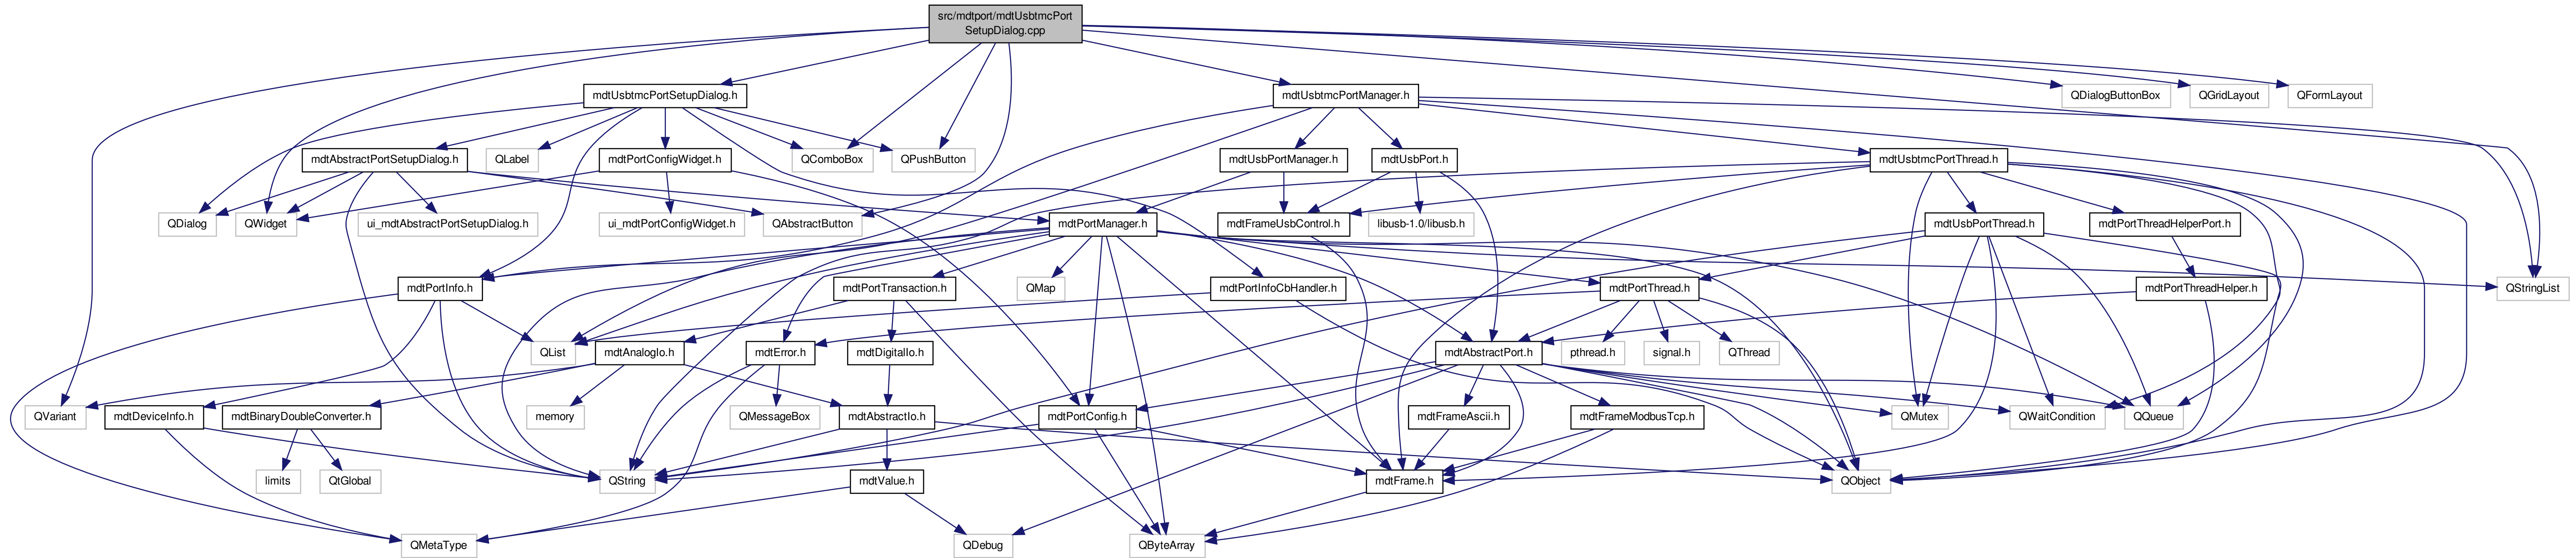 src/mdtport/mdtUsbtmcPort
SetupDialog.cpp
mdtUsbtmcPortSetupDialog.h
mdtUsbtmcPortManager.h
QDialogButtonBox
QGridLayout
QFormLayout
mdtAbstractPortSetupDialog.h
QLabel
mdtPortConfigWidget.h
QComboBox
QPushButton
mdtUsbPortManager.h
mdtUsbPort.h
mdtUsbtmcPortThread.h
QDialog
QWidget
ui_mdtAbstractPortSetupDialog.h
ui_mdtPortConfigWidget.h
QAbstractButton
mdtPortManager.h
mdtFrameUsbControl.h
libusb-1.0/libusb.h
mdtUsbPortThread.h
mdtPortThreadHelperPort.h
mdtPortInfo.h
mdtPortTransaction.h
QMap
mdtPortInfoCbHandler.h
mdtPortThread.h
mdtPortThreadHelper.h
QStringList
QList
mdtAnalogIo.h
mdtError.h
mdtDigitalIo.h
mdtAbstractPort.h
pthread.h
signal.h
QThread
QVariant
mdtDeviceInfo.h
mdtBinaryDoubleConverter.h
memory
QMessageBox
mdtAbstractIo.h
mdtPortConfig.h
mdtFrameAscii.h
mdtFrameModbusTcp.h
QMutex
QWaitCondition
QQueue
limits
QtGlobal
QString
mdtValue.h
mdtFrame.h
QObject
QMetaType
QDebug
QByteArray